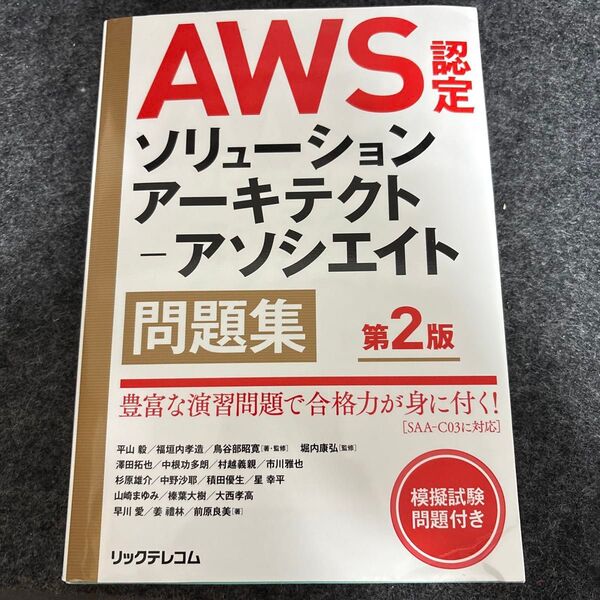 AWS認定
ソリューション
アーキテクト
－アソシエイト
問題集 第2版
豊富な演習問題で合格力が身に付く!
[SAA-C03に対応]
平山 毅／福垣内孝造／鳥谷部昭寛[著・監修] 堀内康弘[監修]
澤田拓也／中根功多朗／村越義親／市川雅也
杉原雄介／中野沙耶／積田優生／星 幸平
山﨑まゆみ／榛葉大樹／大西孝高
早川 愛／姜 禮林／前原良美[著]
模擬試験
問題付き
リックテレコム